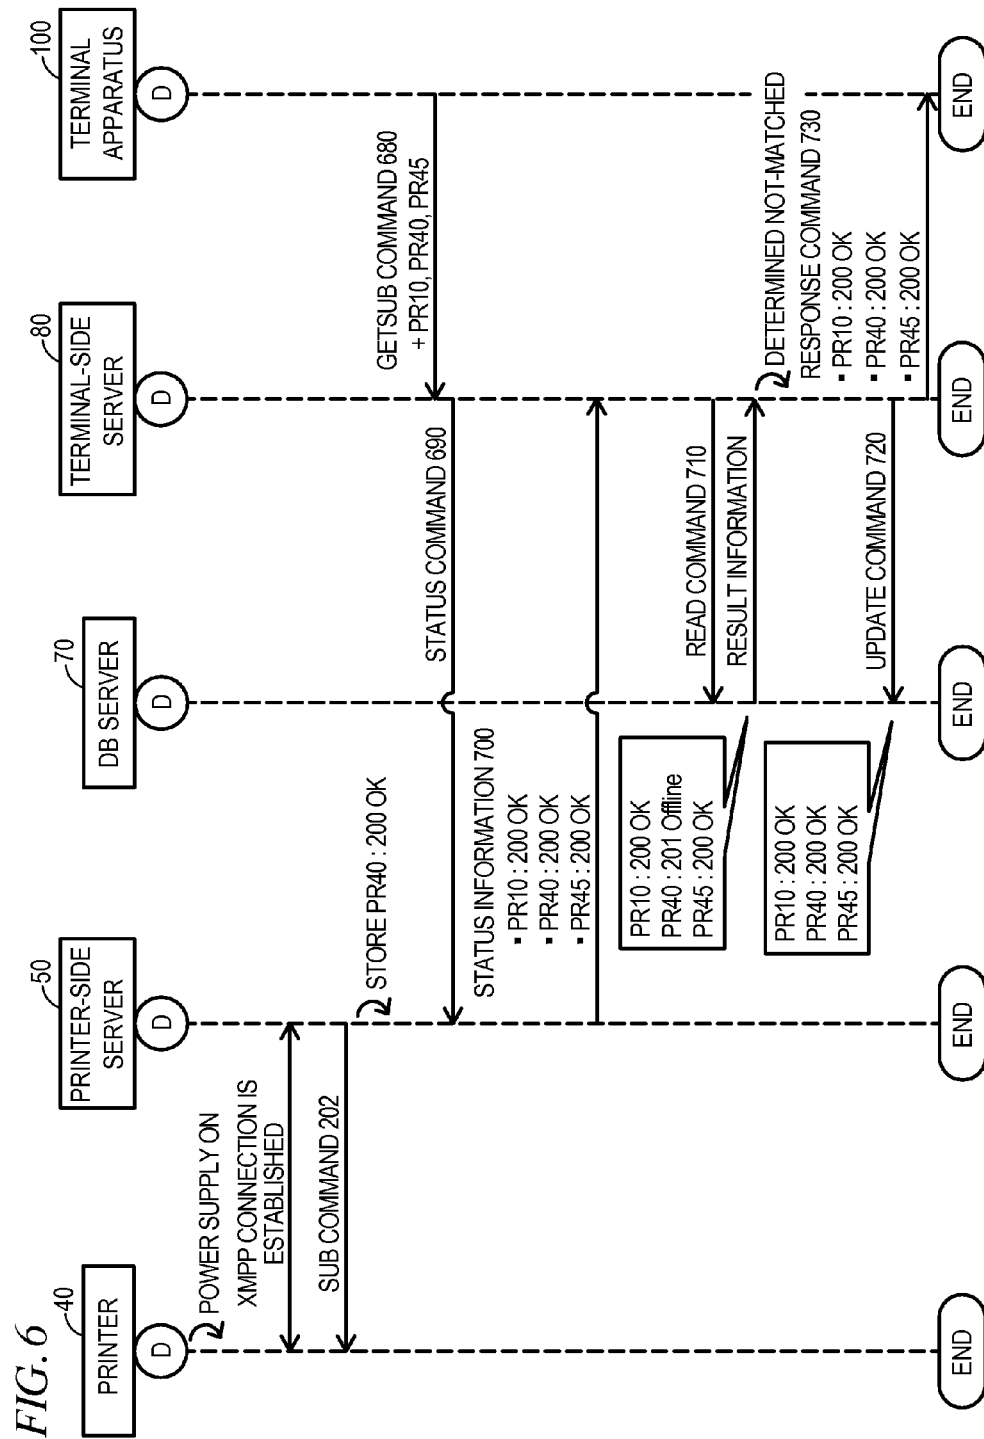 FIG. 6
40
PRINTER
50
PRINTER-SIDE
SERVER
70
DB SERVER
80
TERMINAL-SIDE
SERVER
100
TERMINAL
APPARATUS
D
D
D
D
D
POWER SUPPLY ON
XMPP CONNECTION IS
ESTABLISHED
SUB COMMAND 202
STORE PR40 : 200 OK
GETSUB COMMAND 680
+ PR10, PR40, PR45
STATUS COMMAND 690
STATUS INFORMATION 700
▪ PR10 : 200 OK
▪ PR40 : 200 OK
▪ PR45 : 200 OK
READ COMMAND 710
PR10 : 200 OK
PR40 : 201 Offline
PR45 : 200 OK
RESULT INFORMATION
DETERMINED NOT-MATCHED
RESPONSE COMMAND 730
▪ PR10 : 200 OK
▪ PR40 : 200 OK
▪ PR45 : 200 OK
UPDATE COMMAND 720
PR10 : 200 OK
PR40 : 200 OK
PR45 : 200 OK
END
END
END
END
END